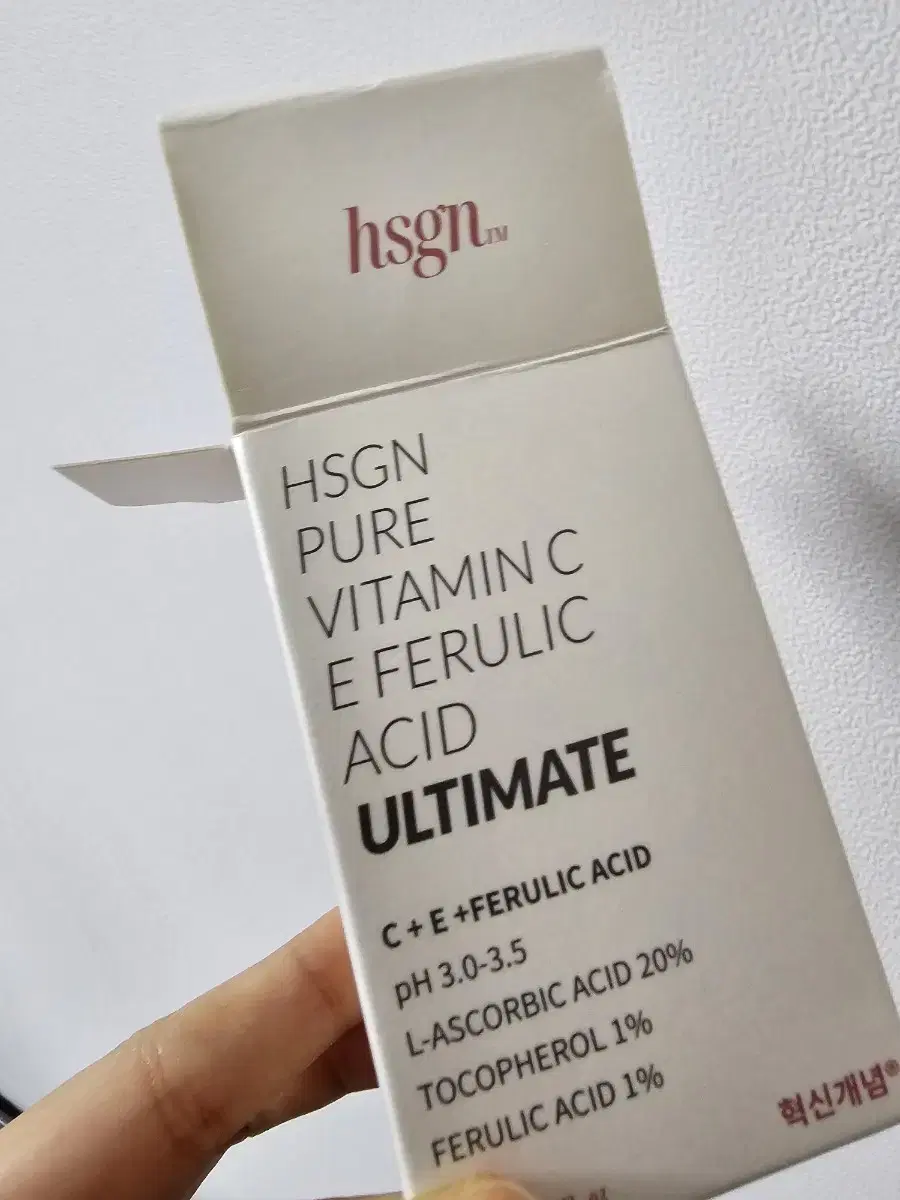 hsgn™
HSGN
PURE
VITAMIN C
E FERULIC
ACID
ULTIMATE
C + E +FERULIC ACID
pH 3.0-3.5
L-ASCORBIC ACID 20%
TOCOPHEROL 1%
FERULIC ACID 1%
혁신개념®